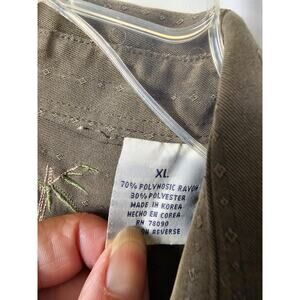 XL
70% POLYNOSIC RAYON
30% POLYESTER
MADE IN KOREA
HECHO EN COREA
RN 78090
ON REVERSE